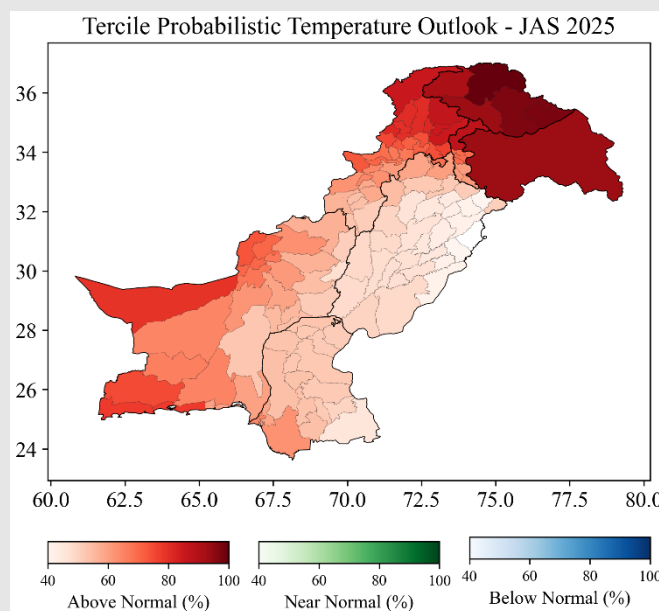 Tercile Probabilistic Temperature Outlook - JAS 2025
36
34
32
30
28
26
24
60.0 62.5 65.0 67.5 70.0 72.5 75.0 77.5 80.0
40 60 80 100 40 60 80 100 40 60 80 100
Above Normal (%) Near Normal (%) Below Normal (%)